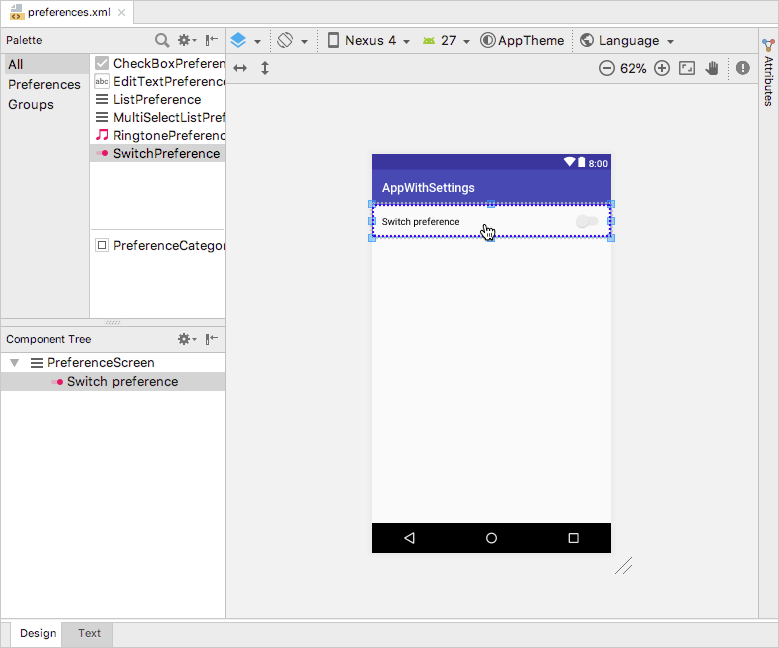 preferences.xml
Palette
Nexus 4
27
AppTheme
Language
All
Preferences
Groups
CheckBoxPreferen
abc EditTextPreference
ListPreference
MultiSelectListPref
RingtonePreferenc
SwitchPreference
PreferenceCategor
62%
Attributes
8:00
AppWithSettings
Switch preference
Component Tree
PreferenceScreen
Switch preference
Design
Text